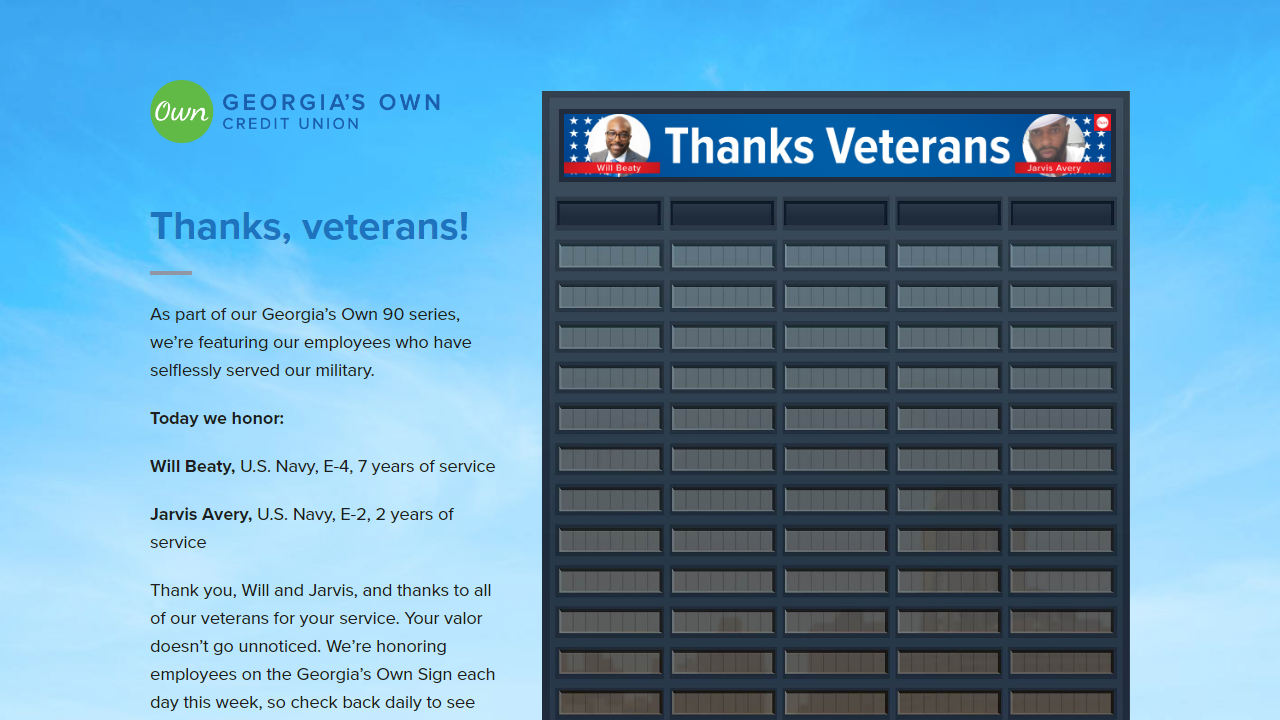 Own
GEORGIA'S OWN
CREDIT UNION
Thanks, veterans!
As part of our Georgia's Own 90 series,
we're featuring our employees who have
selflessly served our military.
Today we honor:
Will Beaty, U.S. Navy, E-4, 7 years of service
Jarvis Avery, U.S. Navy, E-2, 2 years of
service
Thank you, Will and Jarvis, and thanks to all
of our veterans for your service. Your valor
doesn't go unnoticed. We're honoring
employees on the Georgia's Own Sign each
day this week, so check back daily to see
Thanks Veterans
Will Beaty
Jarvis Avery